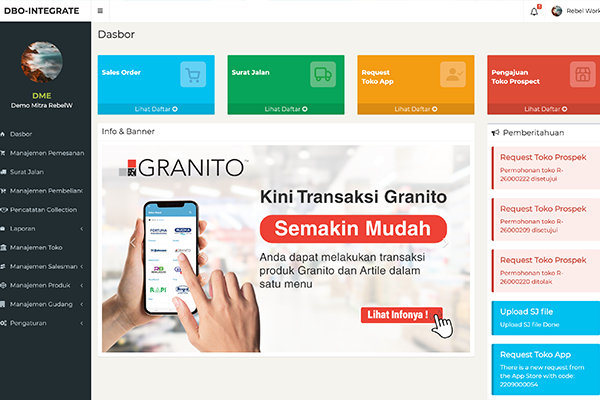 DBO-INTEGRATE
Rebel Work
DME
Demo Mitra RebelW
Dasbor
Manajemen Pemesanan
Surat Jalan
Manajemen Pembelian
Pencatatan Collection
Laporan
Manajemen Toko
Manajemen Salesman
Manajemen Produk
Manajemen Gudang
Pengaturan
Dasbor
Sales Order
Lihat Daftar
Surat Jalan
Lihat Daftar
Request
Toko App
Lihat Daftar
Pengajuan
Toko Prospect
Lihat Daftar
Info & Banner
GRANITO
Kini Transaksi Granito
Semakin Mudah
Anda dapat melakukan transaksi
produk Granito dan Artile dalam
satu menu
Lihat Infonya !
FORTUNA
Pemberitahuan
Request Toko Prospek
Permohonan toko R-
26000222 disetujui
Request Toko Prospek
Permohonan toko R-
26000209 disetujui
Request Toko Prospek
Permohonan toko R-
26000220 ditolak
Upload SJ file
Upload SJ file Done
Request Toko App
There is a new request from
the App Store with code:
2209000054